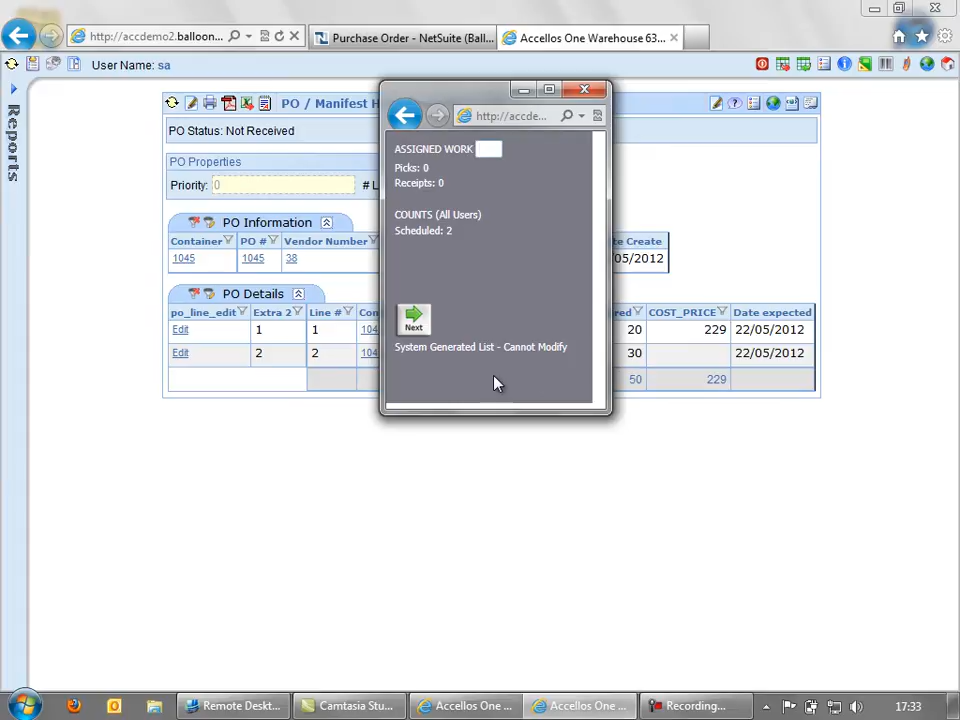 http://accdemo2.balloon...
Purchase Order - NetSuite (Ball...
Accellos One Warehouse 63...
User Name: sa
Reports
PO / Manifest H
PO Status: Not Received
PO Properties
Priority: 0 # L
PO Information
Container PO # Vendor Number te Create
1045 1045 38 05/2012
PO Details
po_line_edit Extra 2 Line # Con red COST_PRICE Date expected
Edit 1 1 104 20 229 22/05/2012
Edit 2 2 104 30 22/05/2012
50 229
http://accde...
ASSIGNED WORK
Picks: 0
Receipts: 0
COUNTS (All Users)
Scheduled: 2
Next
System Generated List - Cannot Modify
Remote Deskt...
Camtasia Stu...
Accellos One ...
Accellos One ...
Recording...
17:33